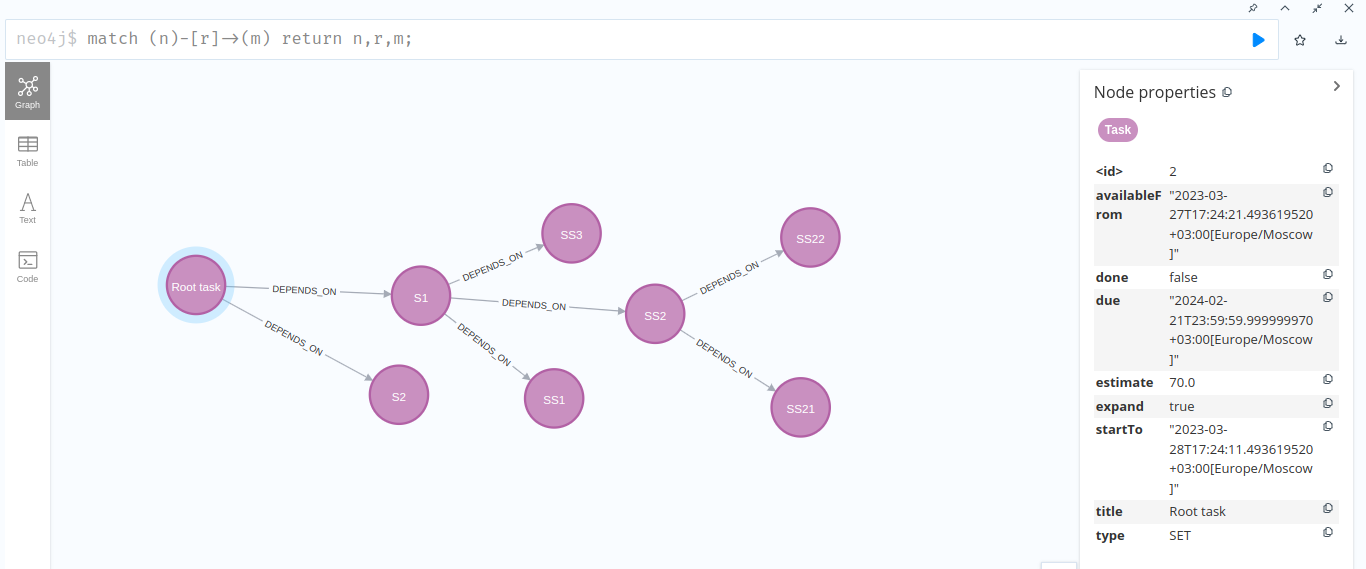 neo4j$ match (n)-[r]→(m) return n,r,m;
Graph
Table
Text
Code
Root task
DEPENDS_ON
S1
DEPENDS_ON
S2
DEPENDS_ON
SS3
DEPENDS_ON
SS2
DEPENDS_ON
SS1
DEPENDS_ON
SS22
DEPENDS_ON
SS21
Node properties
Task
<id> 2
availableF "2023-03-
rom 27T17:24:21.493619520
+03:00[Europe/Moscow
]"
done false
due "2024-02-
21T23:59:59.999999970
+03:00[Europe/Moscow
]"
estimate 70.0
expand true
startTo "2023-03-
28T17:24:11.493619520
+03:00[Europe/Moscow
]"
title Root task
type SET